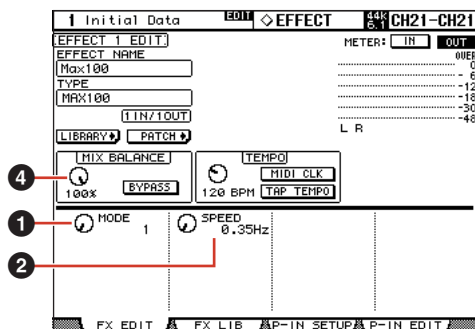 1 Initial Data EDIT ◇EFFECT 44K 6.1 CH21-CH21
EFFECT 1 EDIT
METER: IN OUT
EFFECT NAME
OVER
Max100
0
- 6
TYPE
-12
MAX100
-18
-30
1IN/1OUT
-48
LIBRARY PATCH
L R
MIX BALANCE TEMPO
4
MIDI CLK
100% BYPASS 120 BPM TAP TEMPO
1 MODE 1 SPEED 0.35Hz
2
FX EDIT FX LIB P-IN SETUP P-IN EDIT